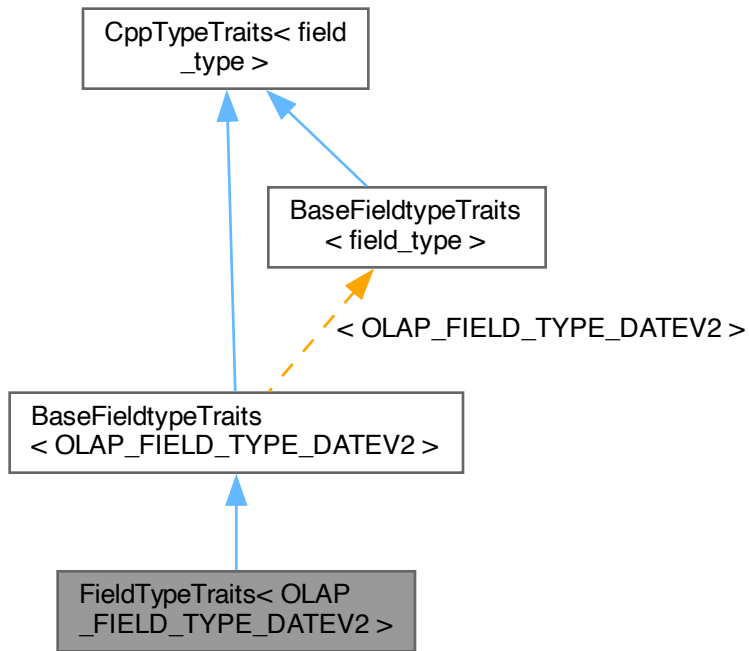 CppTypeTraits< field
_type >
BaseFieldtypeTraits
< field_type >
< OLAP_FIELD_TYPE_DATEV2 >
BaseFieldtypeTraits
< OLAP_FIELD_TYPE_DATEV2 >
FieldTypeTraits< OLAP
_FIELD_TYPE_DATEV2 >